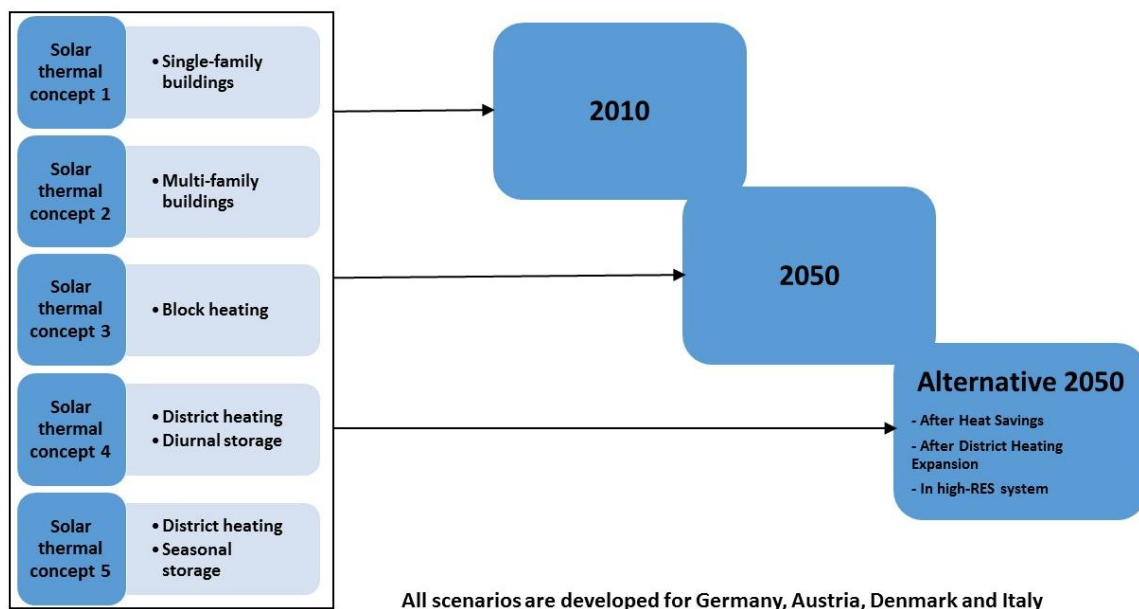 Solar
thermal
concept 1
• Single-family
buildings
Solar
thermal
concept 2
• Multi-family
buildings
Solar
thermal
concept 3
• Block heating
Solar
thermal
concept 4
• District heating
• Diurnal storage
Solar
thermal
concept 5
• District heating
• Seasonal
storage
2010
2050
Alternative 2050
- After Heat Savings
- After District Heating
Expansion
- In high-RES system
All scenarios are developed for Germany, Austria, Denmark and Italy